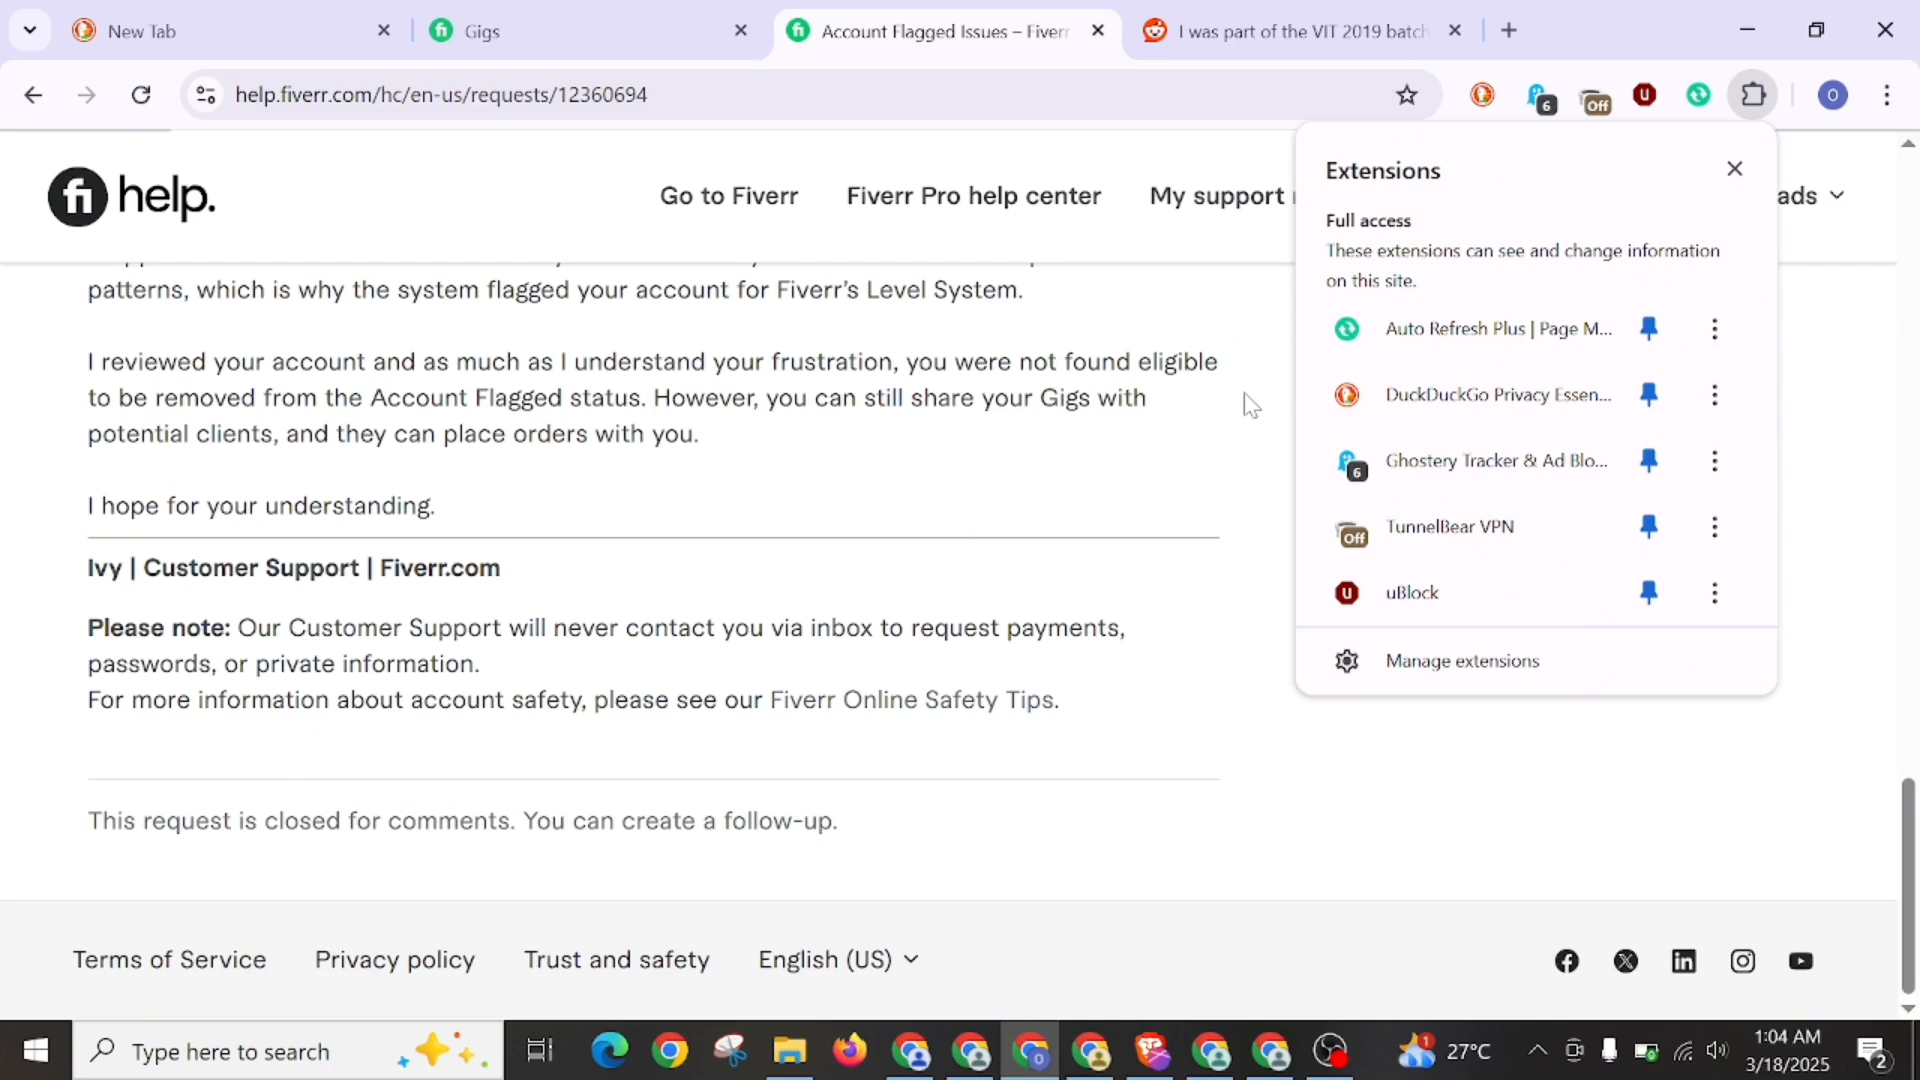 New Tab
Gigs
Account Flagged Issues – Fiverr
I was part of the VIT 2019 batch
help.fiverr.com/hc/en-us/requests/12360694
6
Off
u
O
fi help.
Go to Fiverr
Fiverr Pro help center
My support
ads
patterns, which is why the system flagged your account for Fiverr's Level System.
I reviewed your account and as much as I understand your frustration, you were not found eligible
to be removed from the Account Flagged status. However, you can still share your Gigs with
potential clients, and they can place orders with you.
I hope for your understanding.
Ivy | Customer Support | Fiverr.com
Please note: Our Customer Support will never contact you via inbox to request payments,
passwords, or private information.
For more information about account safety, please see our Fiverr Online Safety Tips.
This request is closed for comments. You can create a follow-up.
Extensions
Full access
These extensions can see and change information
on this site.
Auto Refresh Plus | Page M...
DuckDuckGo Privacy Essen...
6
Ghostery Tracker & Ad Blo...
Off
TunnelBear VPN
u
uBlock
Manage extensions
Terms of Service
Privacy policy
Trust and safety
English (US)
Type here to search
27°C
1:04 AM
3/18/2025
2